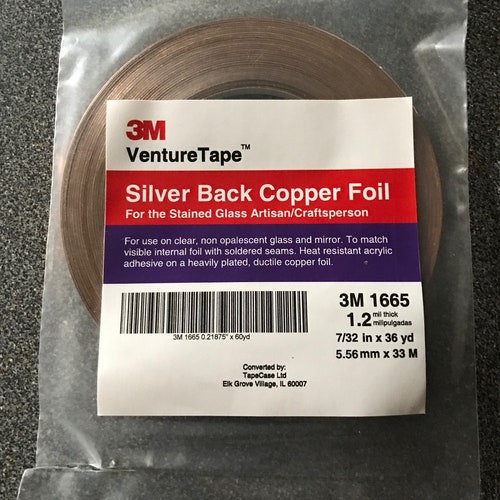 3M
VentureTape™
Silver Back Copper Foil
For the Stained Glass Artisan/Craftsperson
For use on clear, non opalescent glass and mirror. To match
visible internal foil with soldered seams. Heat resistant acrylic
adhesive on a heavily plated, ductile copper foil.
3M 1665
1.2 mil thick
milipulgadas
7/32 in x 36 yd
5.56 mm x 33 M
3M 1665 0.21875" x 60yd
Converted by:
TapeCase Ltd
Elk Grove Village, IL 60007